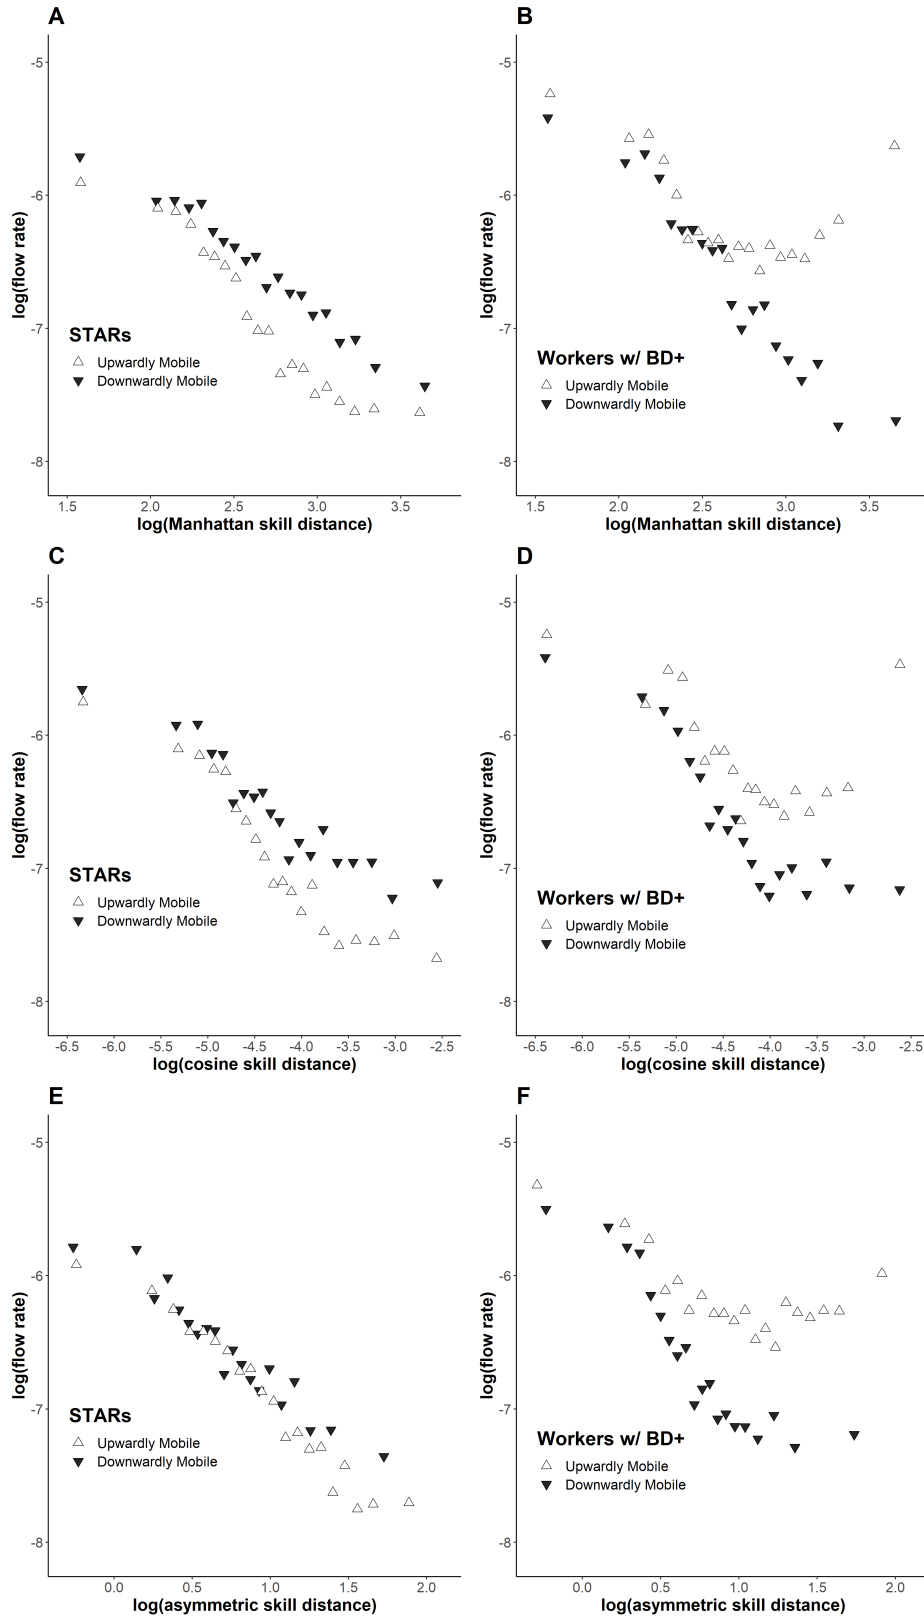 A
-5
-6
-7
-8
log(flow rate)
STARs
Upwardly Mobile
Downwardly Mobile
1.5 2.0 2.5 3.0 3.5
log(Manhattan skill distance)
B
-5
-6
-7
-8
log(flow rate)
Workers w/ BD+
Upwardly Mobile
Downwardly Mobile
1.5 2.0 2.5 3.0 3.5
log(Manhattan skill distance)
C
-5
-6
-7
-8
log(flow rate)
STARs
Upwardly Mobile
Downwardly Mobile
-6.5 -6.0 -5.5 -5.0 -4.5 -4.0 -3.5 -3.0 -2.5
log(cosine skill distance)
D
-5
-6
-7
-8
log(flow rate)
Workers w/ BD+
Upwardly Mobile
Downwardly Mobile
-6.5 -6.0 -5.5 -5.0 -4.5 -4.0 -3.5 -3.0 -2.5
log(cosine skill distance)
E
-5
-6
-7
-8
log(flow rate)
STARs
Upwardly Mobile
Downwardly Mobile
0.0 0.5 1.0 1.5 2.0
log(asymmetric skill distance)
F
-5
-6
-7
-8
log(flow rate)
Workers w/ BD+
Upwardly Mobile
Downwardly Mobile
0.0 0.5 1.0 1.5 2.0
log(asymmetric skill distance)